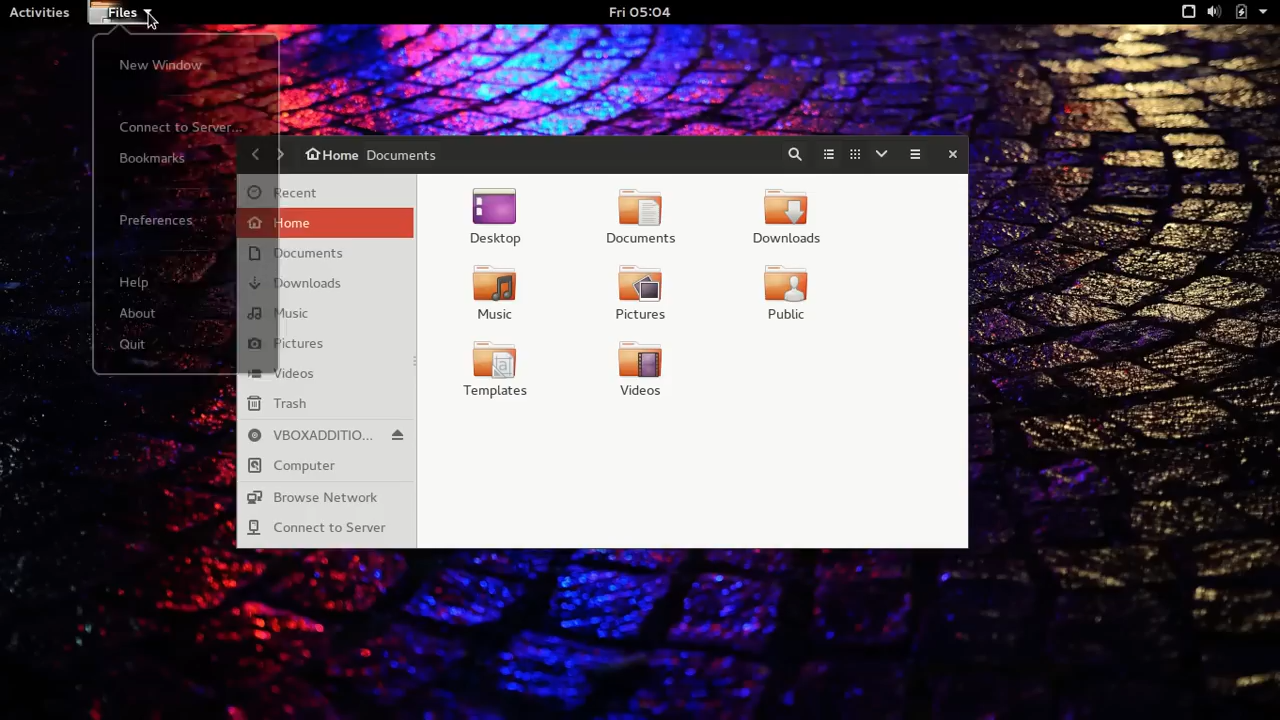 Activities
Files
Fri 05:04
New Window
Connect to Server...
Bookmarks
Preferences
Help
About
Quit
Home
Documents
Recent
Home
Documents
Downloads
Music
Pictures
Videos
Trash
VBOXADDITIO...
Computer
Browse Network
Connect to Server
Desktop
Documents
Downloads
Music
Pictures
Public
Templates
Videos